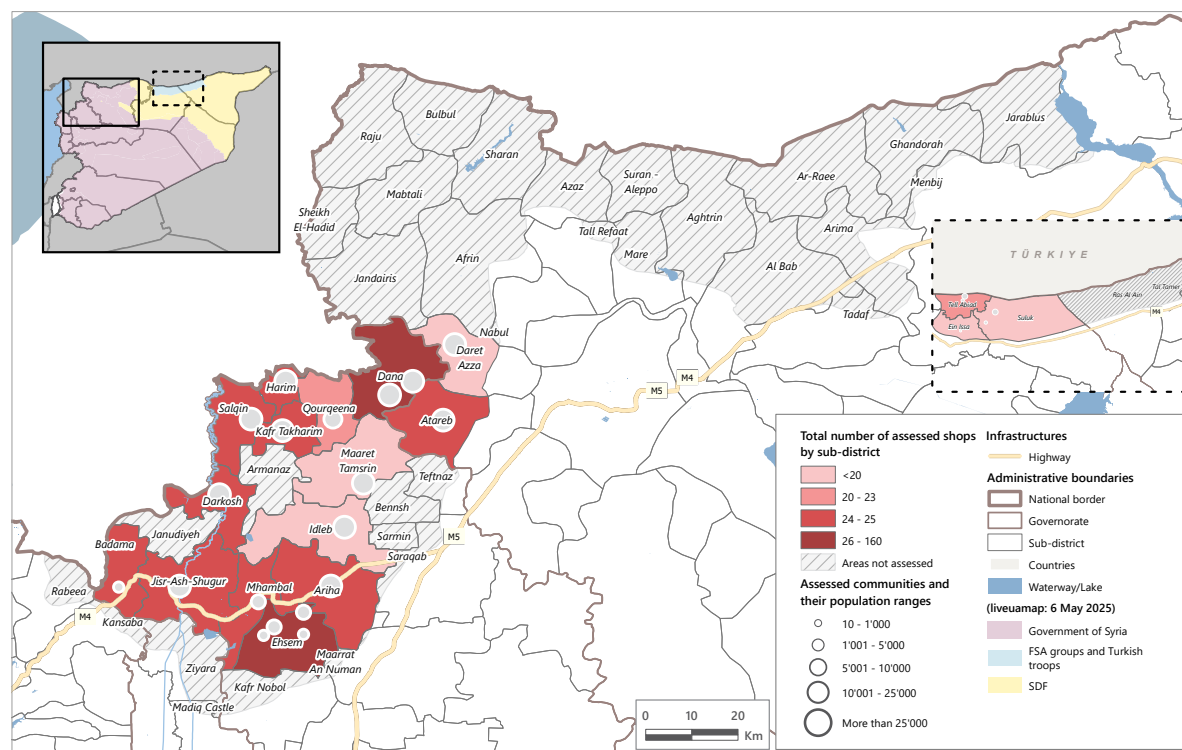 Bulbul
Jarablus
Raju
Ghandorah
Sharan
Suran -
Aleppo
Ar-Raee
Azaz
Menbij
Mabtali
Sheikh
El-Hadid
Aghtrin
Arima
Tall Refaat
Mare
Afrin
Al Bab
Jandairis
Tadaf
TÜRKIYE
Tal Tamer
Ras Al Ain
Tell Abiad
Suluk
Ein Issa
M4
Nabul
Daret
Azza
Dana
Harim
M4
M5
Salqin
Qourqeena
Atareb
Kafr Takharim
Maaret
Tamsrin
Armanaz
Teftnaz
Darkosh
Bennsh
Idleb
Janudiyeh
Sarmin
M5
Badama
Saraqab
Jisr-Ash-Shugur
Mhambal
Ariha
Rabeea
M4
Kansaba
Ehsem
Maarrat
An Numan
Ziyara
Kafr Nobol
Madiq Castle
0 10 20
Km
Total number of assessed shops
by sub-district
<20
20 - 23
24 - 25
26 - 160
Areas not assessed
Assessed communities and
their population ranges
10 - 1'000
1'001 - 5'000
5'001 - 10'000
10'001 - 25'000
More than 25'000
Infrastructures
Highway
Administrative boundaries
National border
Governorate
Sub-district
Countries
Waterway/Lake
(liveuamap: 6 May 2025)
Government of Syria
FSA groups and Turkish
troops
SDF